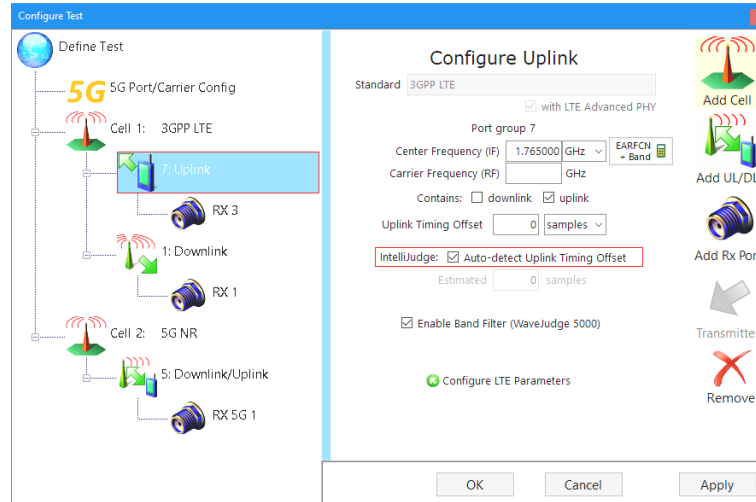 Configure Test
Define Test
5G 5G Port/Carrier Config
Cell 1: 3GPP LTE
7: Uplink
RX 3
1: Downlink
RX 1
Cell 2: 5G NR
5: Downlink/Uplink
RX 5G 1
Configure Uplink
Standard 3GPP LTE
with LTE Advanced PHY
Port group 7
Center Frequency (IF) 1.765000 GHz EARFCN + Band
Carrier Frequency (RF) GHz
Contains: downlink uplink
Uplink Timing Offset 0 samples
IntelliJudge: Auto-detect Uplink Timing Offset
Estimated 0 samples
Enable Band Filter (WaveJudge 5000)
Configure LTE Parameters
OK Cancel Apply
Add Cell
Add UL/DL
Add Rx Por
Transmitte
Remove